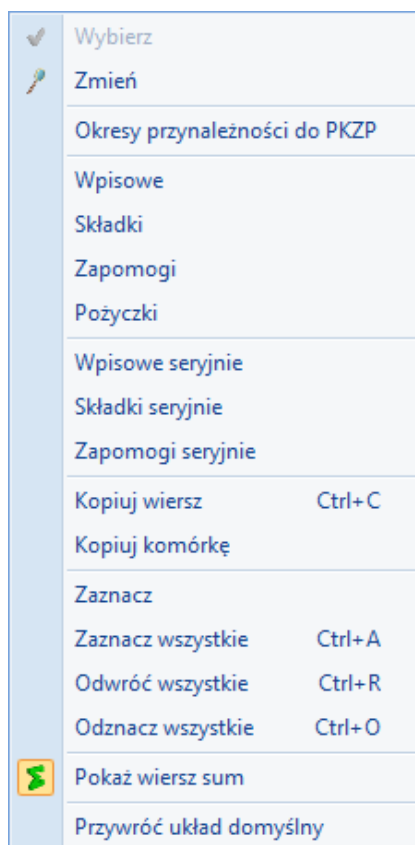 Wybierz
Zmień
Okresy przynależności do PKZP
Wpisowe
Składki
Zapomogi
Pożyczki
Wpisowe seryjnie
Składki seryjnie
Zapomogi seryjnie
Kopiuj wiersz Ctrl+C
Kopiuj komórkę
Zaznacz
Zaznacz wszystkie Ctrl+A
Odwróć wszystkie Ctrl+R
Odznacz wszystkie Ctrl+O
Pokaż wiersz sum
Przywróć układ domyślny